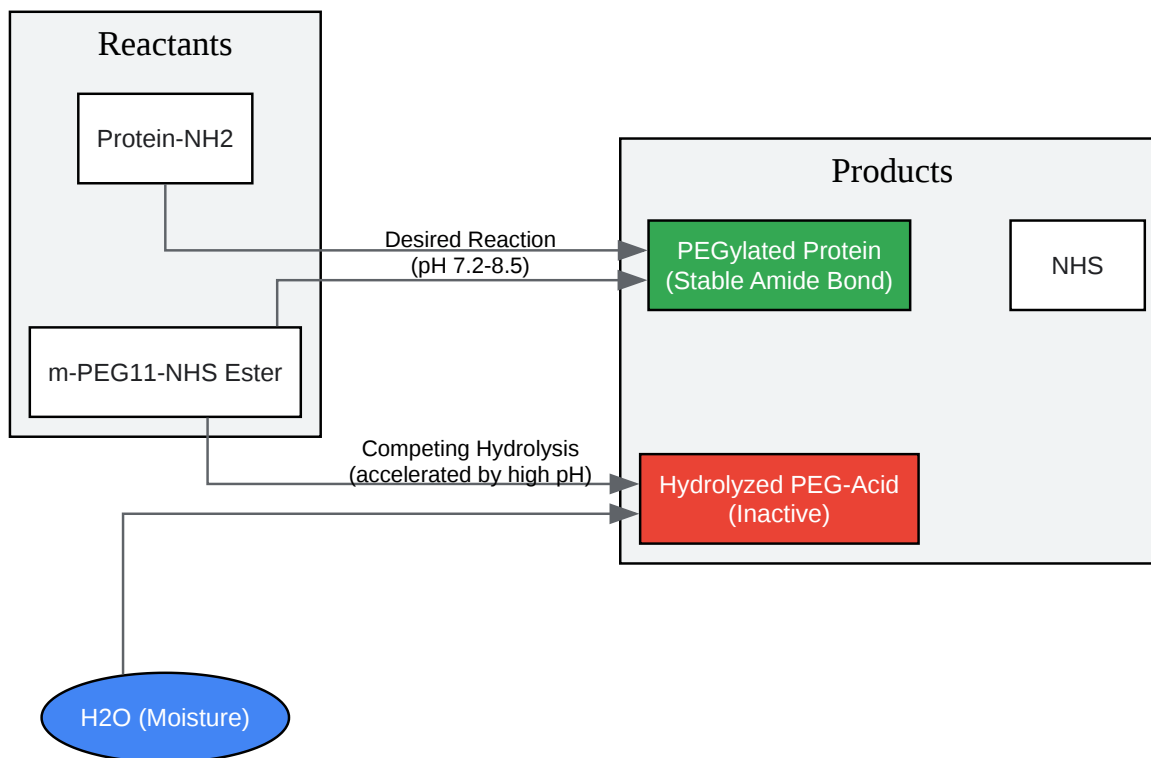 Reactants
Protein-NH2
m-PEG11-NHS Ester
Desired Reaction
(pH 7.2-8.5)
Competing Hydrolysis
(accelerated by high pH)
Products
PEGylated Protein
(Stable Amide Bond)
NHS
Hydrolyzed PEG-Acid
(Inactive)
H2O (Moisture)